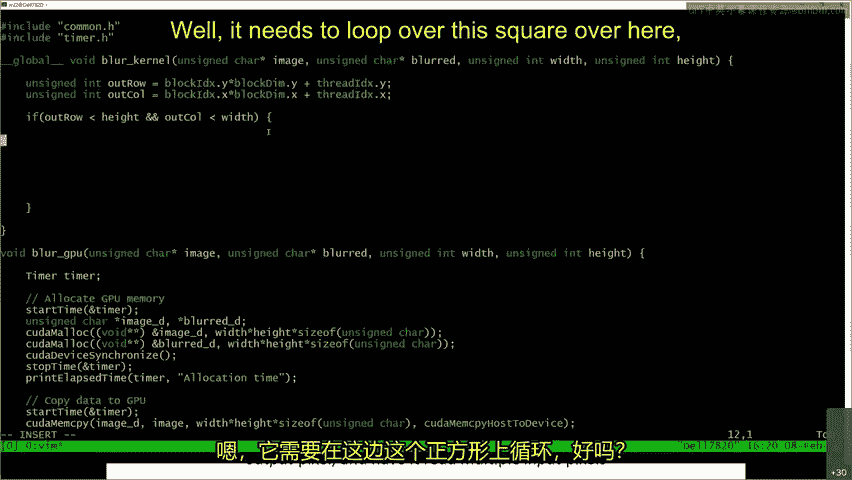 Well, it needs to loop over this square over here,
#include "common.h"
#include "timer.h"
__global__ void blur_kernel(unsigned char* image, unsigned char* blurred, unsigned int width, unsigned int height) {
unsigned int outRow = blockIdx.y*blockDim.y + threadIdx.y;
unsigned int outCol = blockIdx.x*blockDim.x + threadIdx.x;
if(outRow < height && outCol < width) {
}
}
void blur_gpu(unsigned char* image, unsigned char* blurred, unsigned int width, unsigned int height) {
Timer timer;
// Allocate GPU memory
startTime(&timer);
unsigned char *image_d, *blurred_d;
cudaMalloc((void**) &image_d, width*height*sizeof(unsigned char));
cudaMalloc((void**) &blurred_d, width*height*sizeof(unsigned char));
cudaDeviceSynchronize();
stopTime(&timer);
printElapsedTime(timer, "Allocation time");
// Copy data to GPU
startTime(&timer);
cudaMemcpy(image_d, image, width*height*sizeof(unsigned char), cudaMemcpyHostToDevice);
-- INSERT --
12,1
[0] 0:vim*
嗯，它需要在这边这个正方形上循环，好吗？
+30